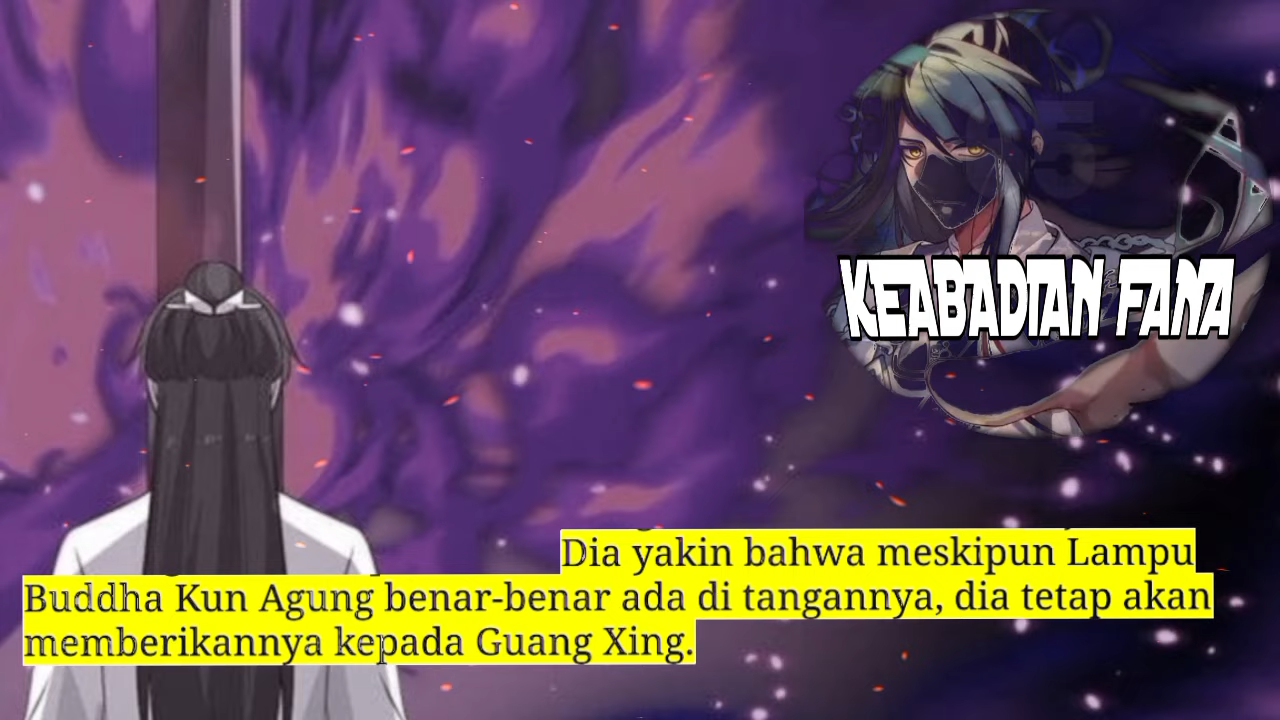 KEABADIAN FANA
Dia yakin bahwa meskipun Lampu
Buddha Kun Agung benar-benar ada di tangannya, dia tetap akan
memberikannya kepada Guang Xing.